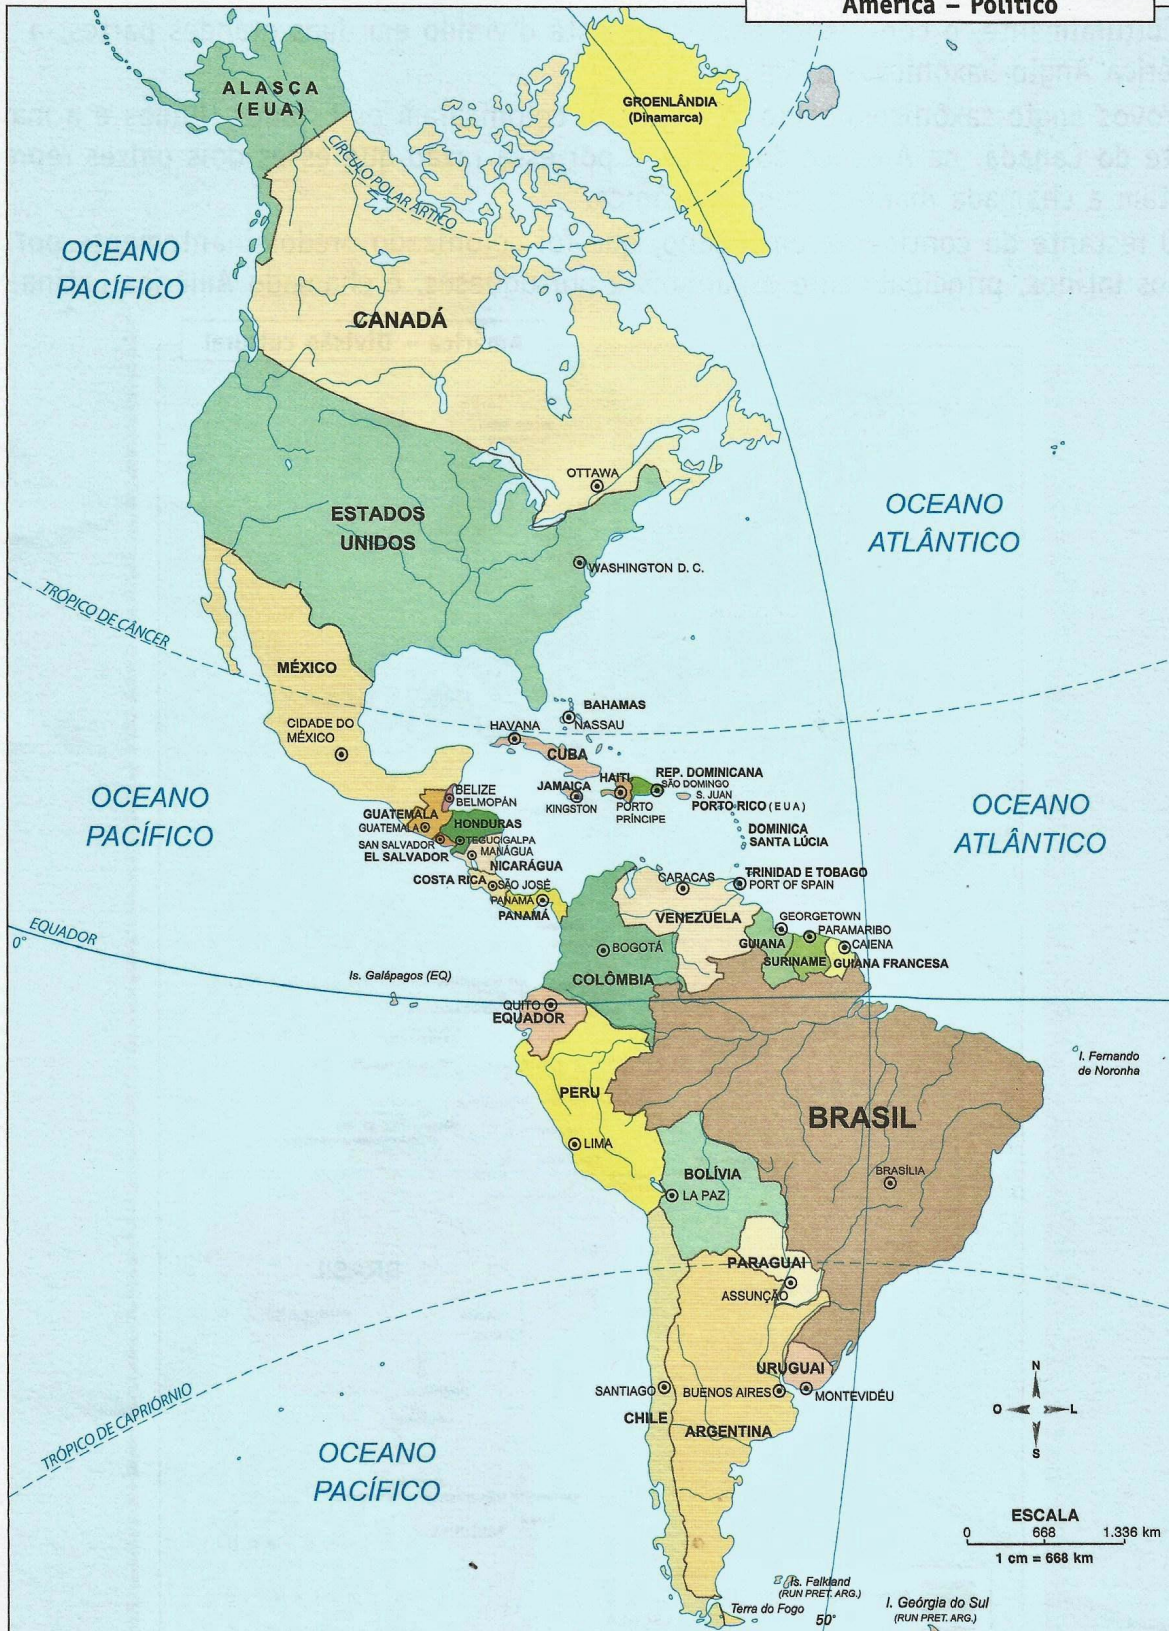 América – Político
ALASCA
(EUA)
GROENLÂNDIA
(Dinamarca)
CÍRCULO POLAR ÁRTICO
OCEANO
PACÍFICO
CANADÁ
OTTAWA
ESTADOS
UNIDOS
OCEANO
ATLÂNTICO
WASHINGTON D. C.
TRÓPICO DE CÂNCER
MÉXICO
CIDADE DO
MÉXICO
BAHAMAS
NASSAU
HAVANA
CUBA
HAITI
REP. DOMINICANA
SÃO DOMINGO
JAMAICA
KINGSTON
PORTO
PRÍNCIPE
S. JUAN
PORTO RICO (EUA)
BELIZE
BELMOPÁN
OCEANO
PACÍFICO
OCEANO
ATLÂNTICO
GUATEMALA
GUATEMALA
HONDURAS
TEGUCIGALPA
SAN SALVADOR
EL SALVADOR
MANÁGUA
NICARÁGUA
DOMINICA
SANTA LÚCIA
COSTA RICA
SÃO JOSÉ
PANAMÁ
PANAMÁ
CARACAS
TRINIDAD E TOBAGO
PORT OF SPAIN
VENEZUELA
GEORGETOWN
PARAMARIBO
CAIENA
GUIANA
SURINAME
GUIANA FRANCESA
EQUADOR
0°
BOGOTÁ
COLÔMBIA
Is. Galápagos (EQ)
QUITO
EQUADOR
I. Fernando
de Noronha
PERU
LIMA
BRASIL
BRASÍLIA
BOLÍVIA
LA PAZ
PARAGUAI
ASSUNÇÃO
TRÓPICO DE CAPRIÓRNIO
URUGUAI
SANTIAGO
BUENOS AIRES
MONTEVIDÉU
CHILE
ARGENTINA
OCEANO
PACÍFICO
N
O
L
S
ESCALA
0 668 1.336 km
1 cm = 668 km
Is. Falkland
(RUN PRET. ARG.)
Terra do Fogo
50°
I. Geórgia do Sul
(RUN PRET. ARG.)